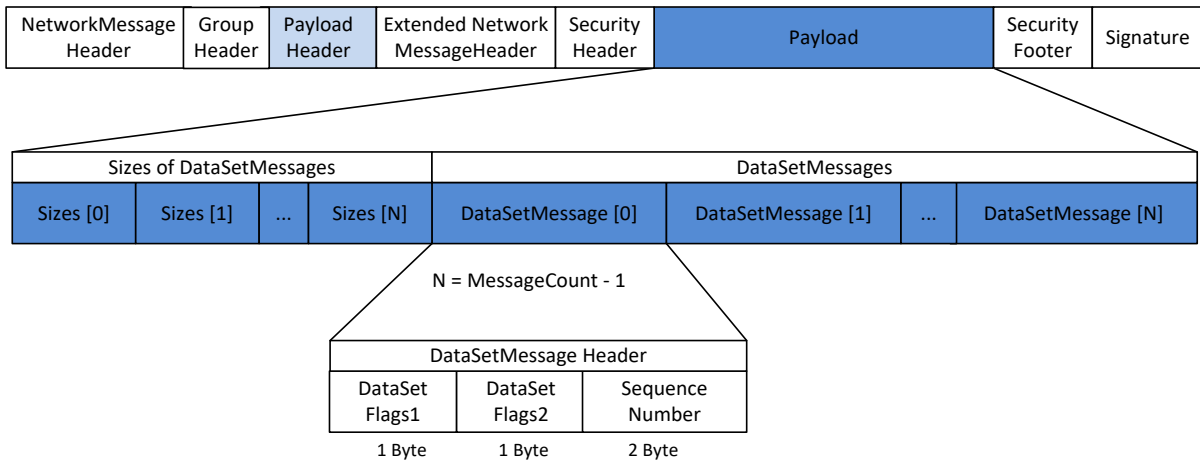 NetworkMessage
Header
Group
Header
Payload
Header
Extended Network
MessageHeader
Security
Header
Payload
Security
Footer
Signature
Sizes of DataSetMessages
DataSetMessages
Sizes [0]
Sizes [1]
...
Sizes [N]
DataSetMessage [0]
DataSetMessage [1]
...
DataSetMessage [N]
N = MessageCount - 1
DataSetMessage Header
DataSet
Flags1
DataSet
Flags2
Sequence
Number
1 Byte
1 Byte
2 Byte